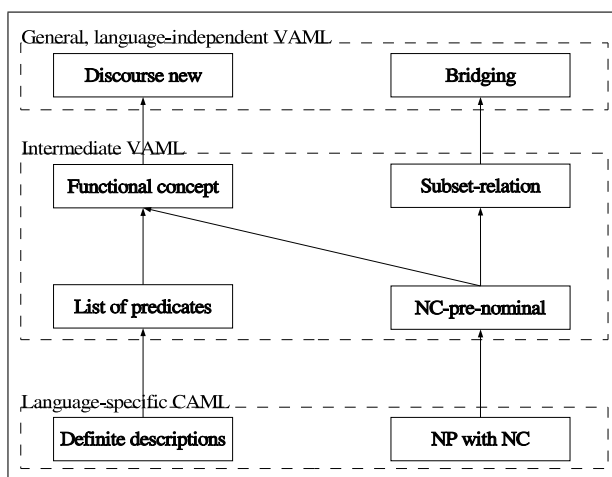 General, language-independent VAML
Discourse new
Bridging
Intermediate VAML
Functional concept
Subset-relation
List of predicates
NC-pre-nominal
Language-specific CAML
Definite descriptions
NP with NC